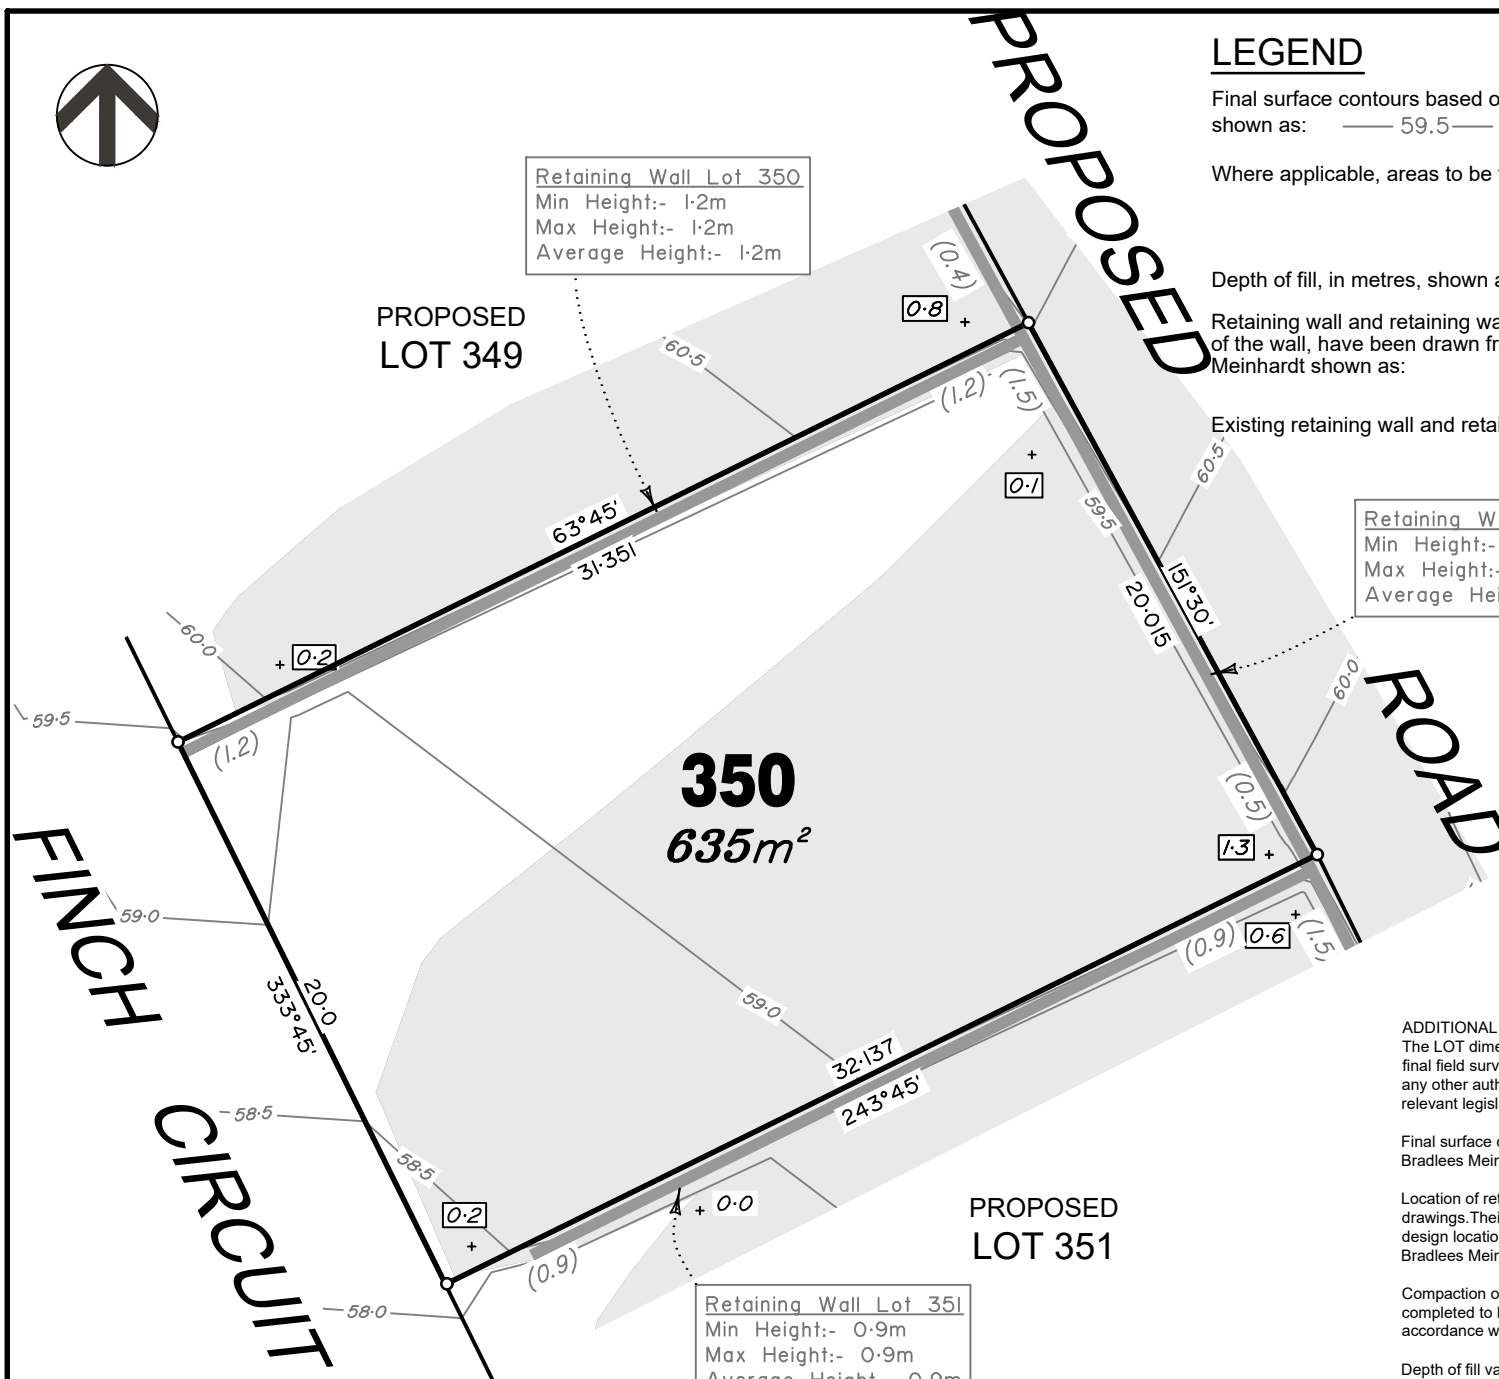 LEGEND
Final surface contours based o
shown as: 59.5
Where applicable, areas to be
Depth of fill, in metres, shown a
Retaining wall and retaining wa
of the wall, have been drawn fr
Meinhardt shown as:
Existing retaining wall and retai
PROPOSED
ROAD
Retaining Wall Lot 350
Min Height:- 1·2m
Max Height:- 1·2m
Average Height:- 1·2m
PROPOSED
LOT 349
(0.4)
0·8
60·5
(1.2)
(1.5)
0·1
59·5
60·5
63°45'
31·351
151°30'
20·015
Retaining W
Min Height:-
Max Height:-
Average Hei
60·0
0·2
60·0
59·5
(1.2)
350
635m²
(0.5)
1·3
(0.9)
0·6
(1.5)
FINCH
CIRCUIT
59·0
20·0
333°45'
59·0
32·137
243°45'
58·5
58·5
0·2
0·0
(0.9)
58·0
PROPOSED
LOT 351
Retaining Wall Lot 351
Min Height:- 0·9m
Max Height:- 0·9m
Average Height:- 0·9m
ADDITIONAL
The LOT dime
final field surv
any other auth
relevant legisl
Final surface c
Bradlees Mein
Location of ret
drawings.Thei
design locatio
Bradlees Mein
Compaction o
completed to
accordance w
Depth of fill va